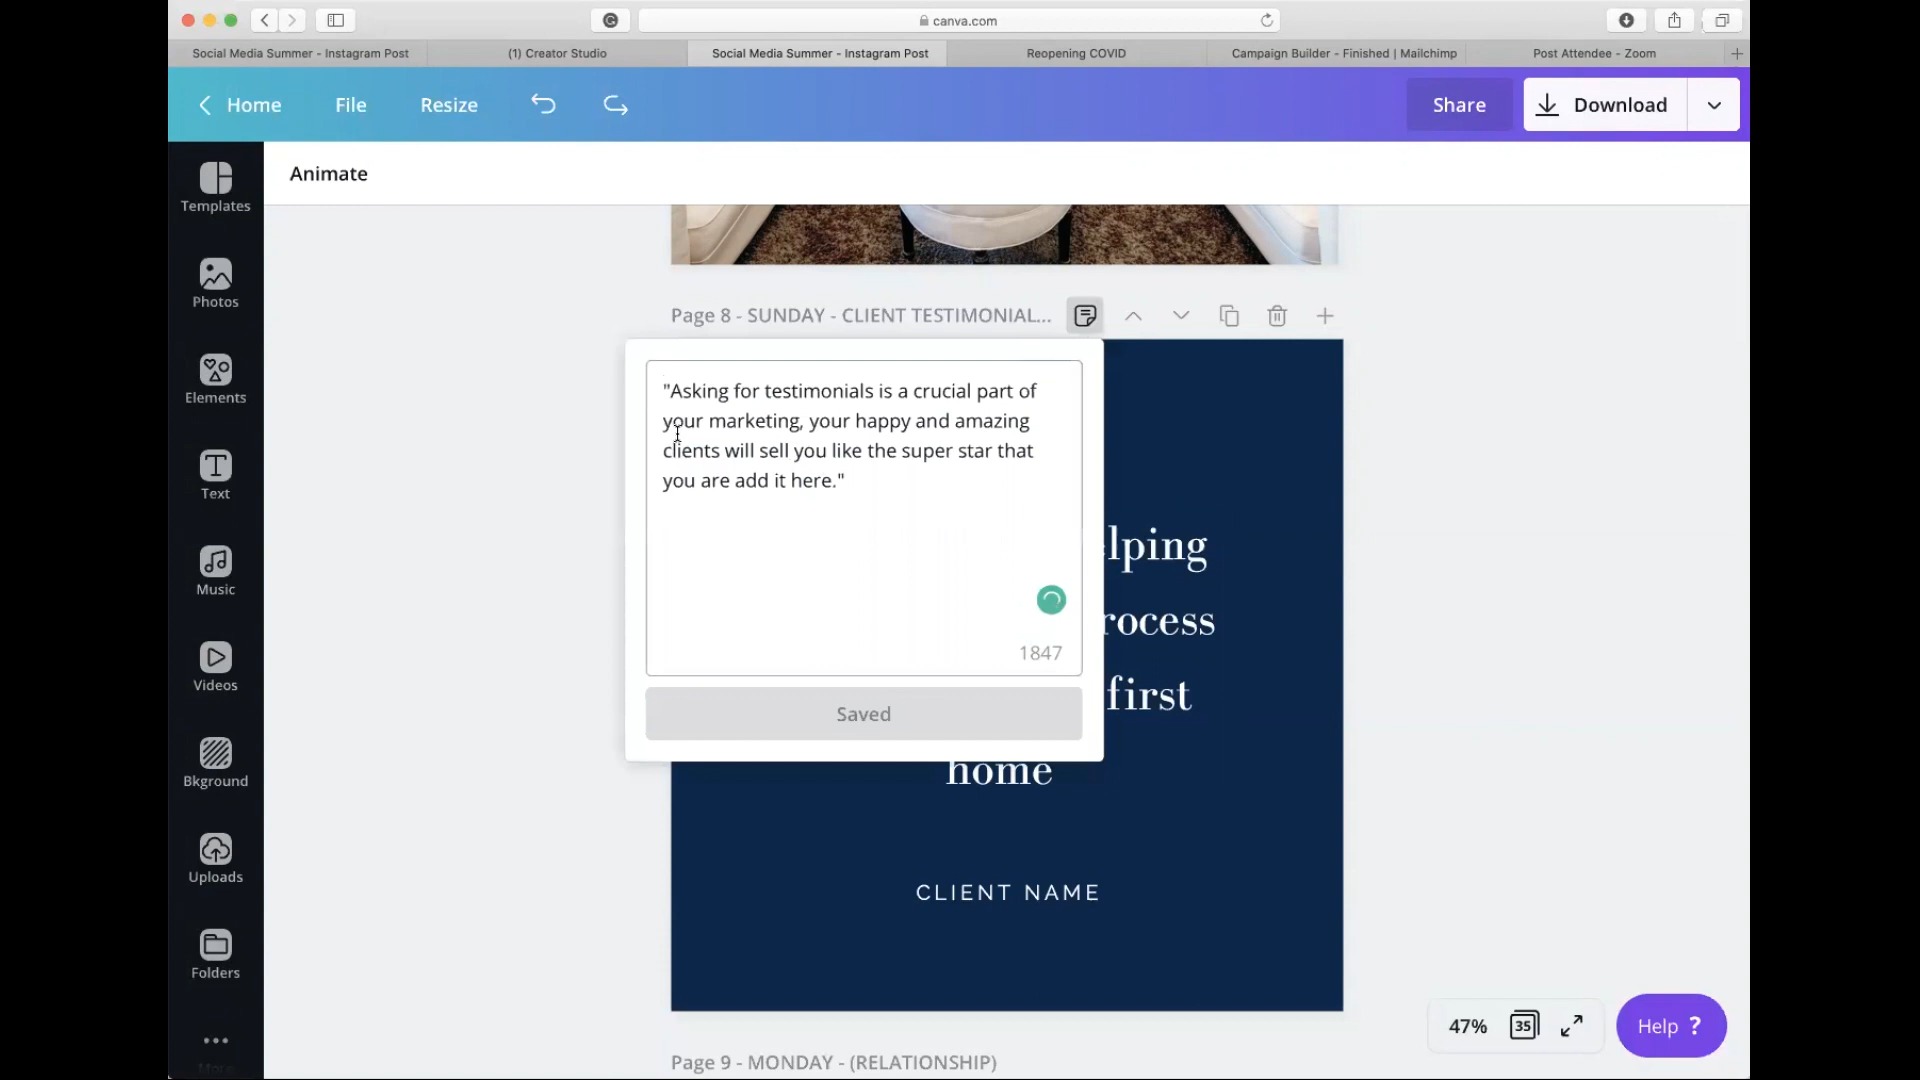 canva.com
Social Media Summer - Instagram Post
(1) Creator Studio
Social Media Summer - Instagram Post
Reopening COVID
Campaign Builder - Finished | Mailchimp
Post Attendee - Zoom
Home
File
Resize
Share
Download
Animate
Templates
Photos
Elements
Text
Music
Videos
Bkground
Uploads
Folders
More
Page 8 - SUNDAY - CLIENT TESTIMONIAL...
"Asking for testimonials is a crucial part of
your marketing, your happy and amazing
clients will sell you like the super star that
you are add it here."
1847
Saved
elping
rocess
first
home
CLIENT NAME
Page 9 - MONDAY - (RELATIONSHIP)
47%
35
Help ?